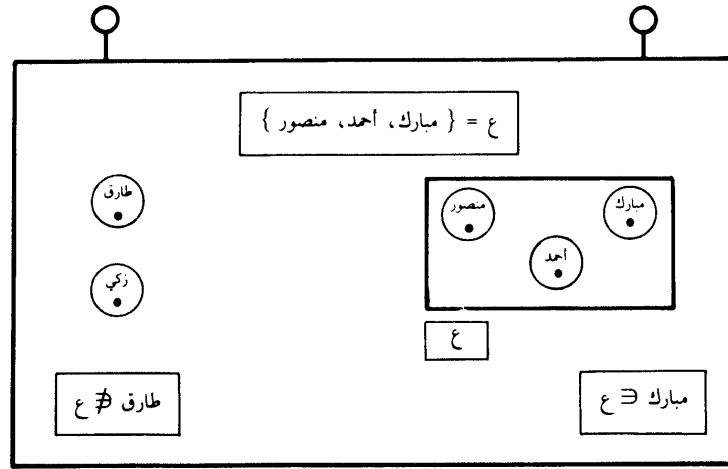 ع = { مبارك، أحمد، منصور }
طارق
منصور
مبارك
أحمد
زكي
ع
مبارك ∋ ع
طارق ∌ ع